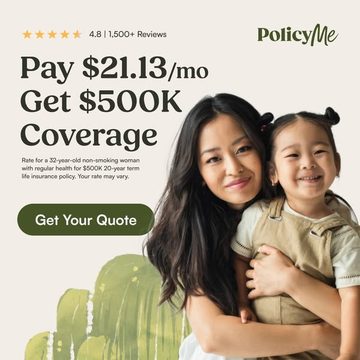 4.8 | 1,500+ Reviews
PolicyMe
Pay $21.13/mo
Get $500K
Coverage
Rate for a 32-year-old non-smoking woman
with regular health for $500K 20-year term
life insurance policy. Your rate may vary.
Get Your Quote